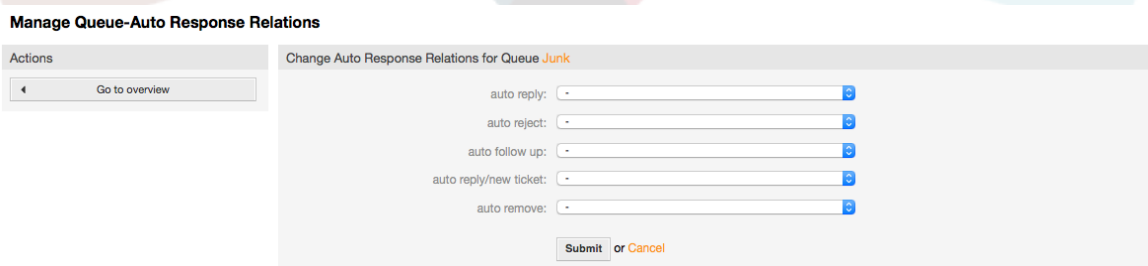 Manage Queue-Auto Response Relations
Actions
Go to overview
Change Auto Response Relations for Queue Junk
auto reply: -
auto reject: -
auto follow up: -
auto reply/new ticket: -
auto remove: -
Submit or Cancel